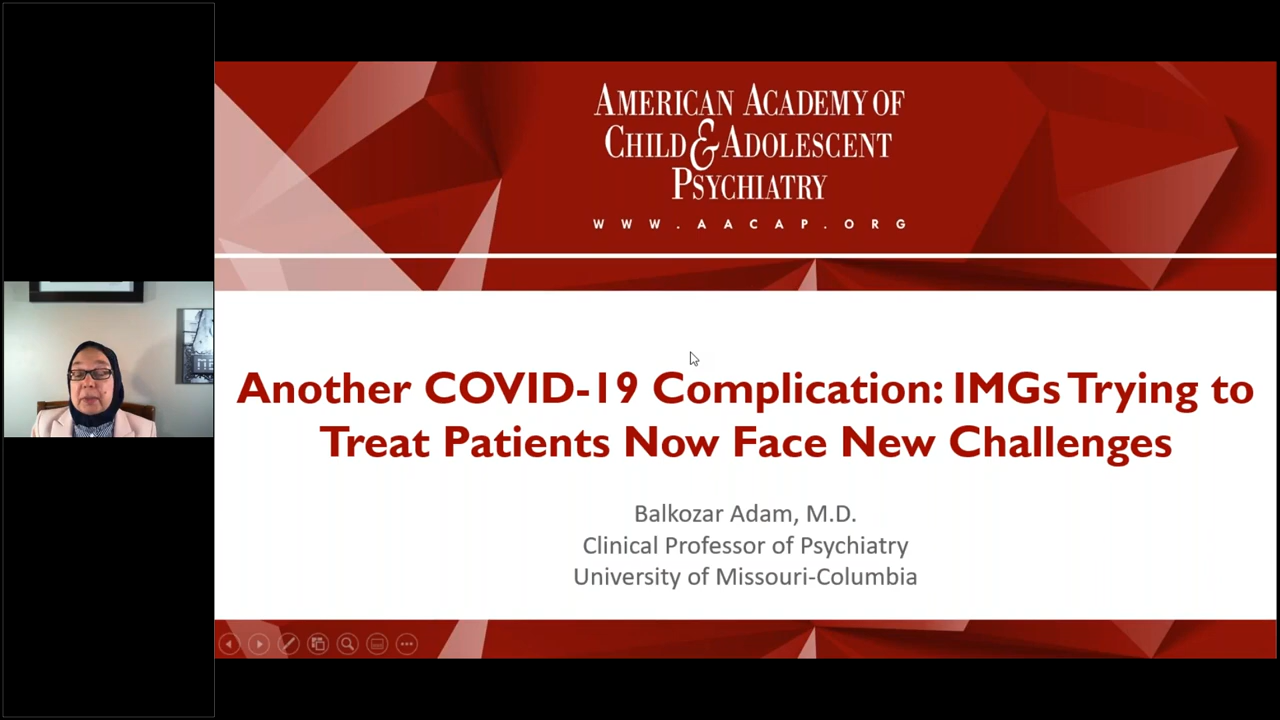 AMERICAN ACADEMY OF
CHILD & ADOLESCENT
PSYCHIATRY
WWW.AACAP.ORG
Another COVID-19 Complication: IMGs Trying to
Treat Patients Now Face New Challenges
Balkozar Adam, M.D.
Clinical Professor of Psychiatry
University of Missouri-Columbia